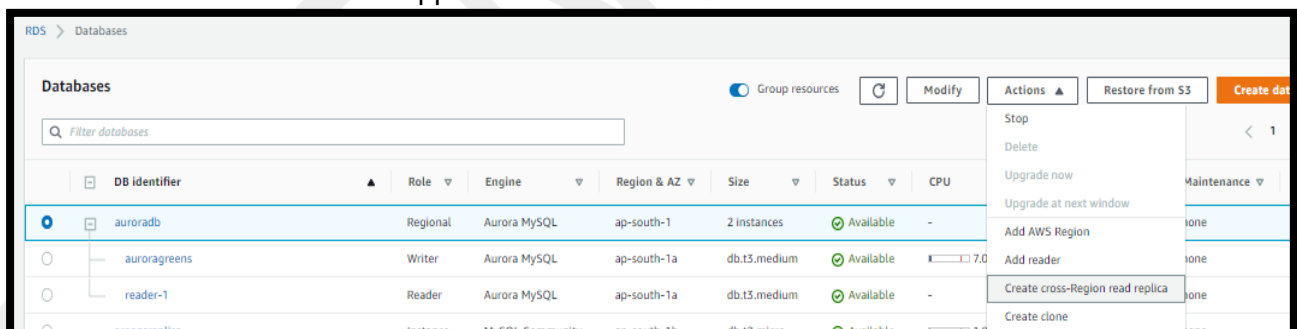 RDS > Databases
Databases
Group resources
Modify
Actions
Restore from S3
Create dat
Filter databases
Stop
Delete
Upgrade now
Upgrade at next window
Add AWS Region
Add reader
Create cross-Region read replica
Create clone
< 1
DB identifier Role Engine Region & AZ Size Status CPU Maintenance
auroradb Regional Aurora MySQL ap-south-1 2 instances Available - none
auroragreens Writer Aurora MySQL ap-south-1a db.t3.medium Available 7.0 none
reader-1 Reader Aurora MySQL ap-south-1a db.t3.medium Available - none